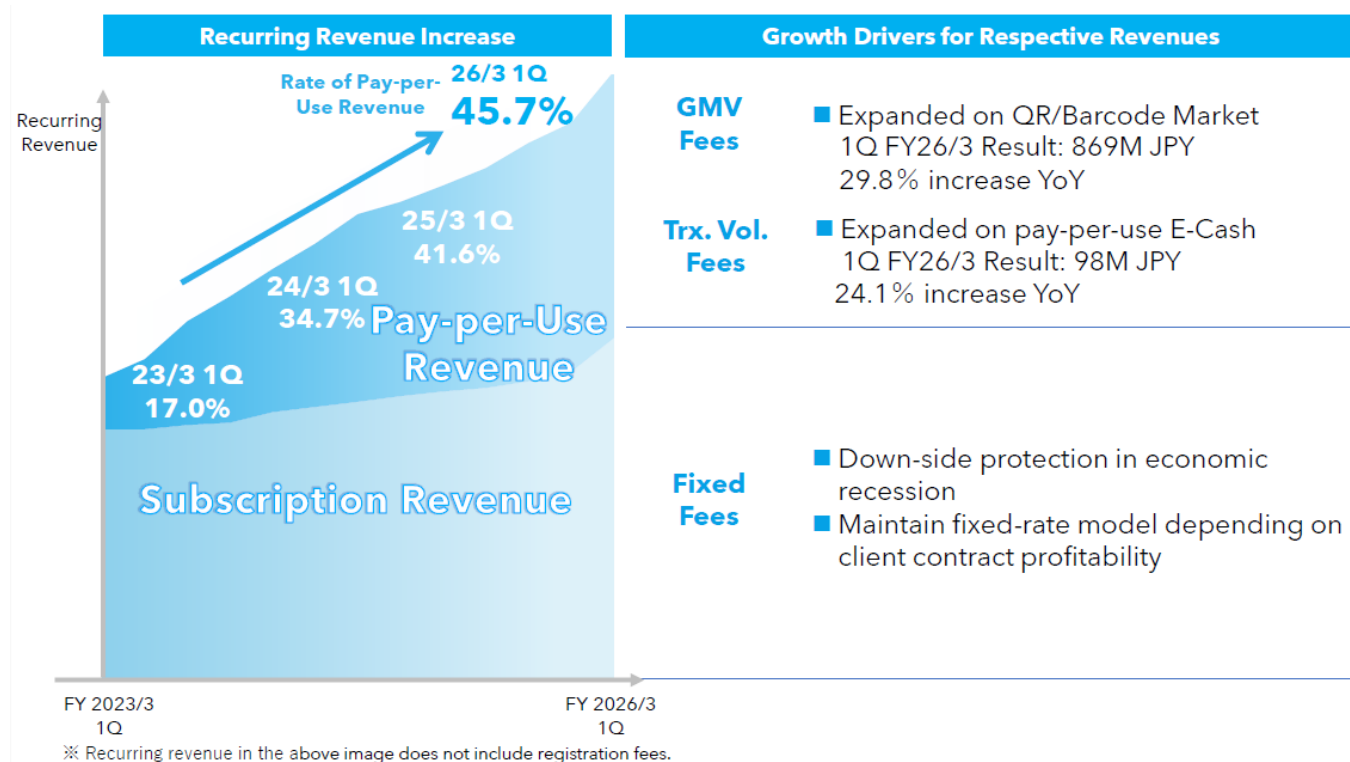 Recurring Revenue Increase
Growth Drivers for Respective Revenues
Recurring
Revenue
Rate of Pay-per-
Use Revenue
26/3 1Q
45.7%
25/3 1Q
41.6%
24/3 1Q
34.7%
Pay-per-Use
Revenue
23/3 1Q
17.0%
Subscription Revenue
FY 2023/3
1Q
FY 2026/3
1Q
※ Recurring revenue in the above image does not include registration fees.
GMV
Fees
■ Expanded on QR/Barcode Market
1Q FY26/3 Result: 869M JPY
29.8% increase YoY
Trx. Vol.
Fees
■ Expanded on pay-per-use E-Cash
1Q FY26/3 Result: 98M JPY
24.1% increase YoY
Fixed
Fees
■ Down-side protection in economic
recession
■ Maintain fixed-rate model depending on
client contract profitability